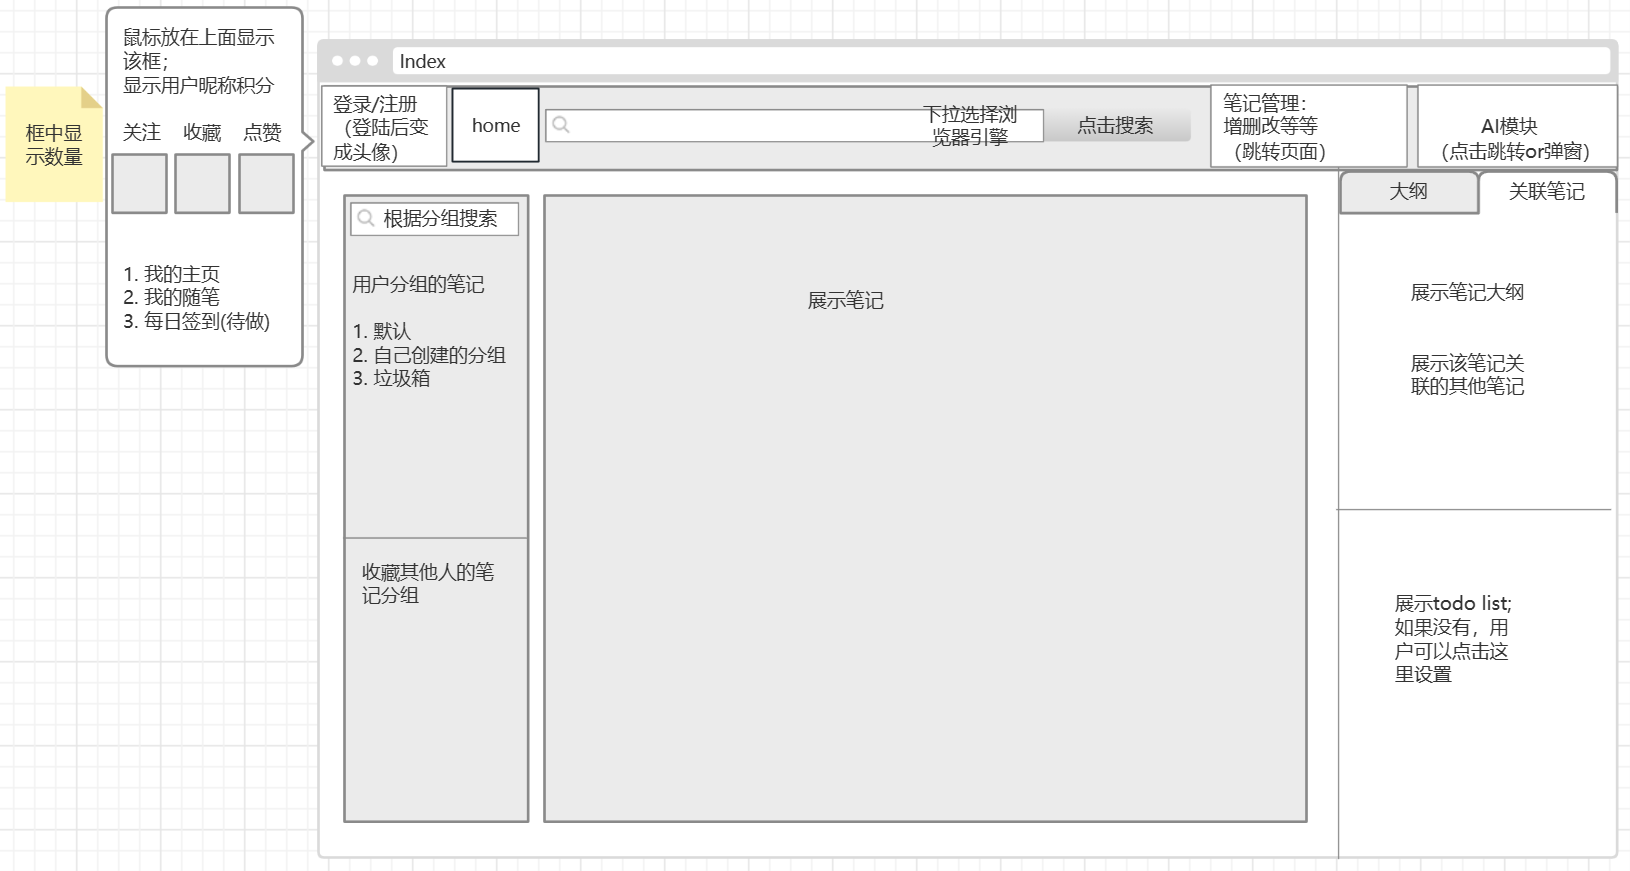 框中显
示数量
鼠标放在上面显示
该框；
显示用户昵称积分
关注
收藏
点赞
1. 我的主页
2. 我的随笔
3. 每日签到(待做)
Index
登录/注册
（登陆后变
成头像）
home
下拉选择浏
览器引擎
点击搜索
笔记管理：
增删改等等
（跳转页面）
AI模块
（点击跳转or弹窗）
根据分组搜索
用户分组的笔记
1. 默认
2. 自己创建的分组
3. 垃圾箱
收藏其他人的笔
记分组
展示笔记
大纲
关联笔记
展示笔记大纲
展示该笔记关
联的其他笔记
展示todo list;
如果没有，用
户可以点击这
里设置